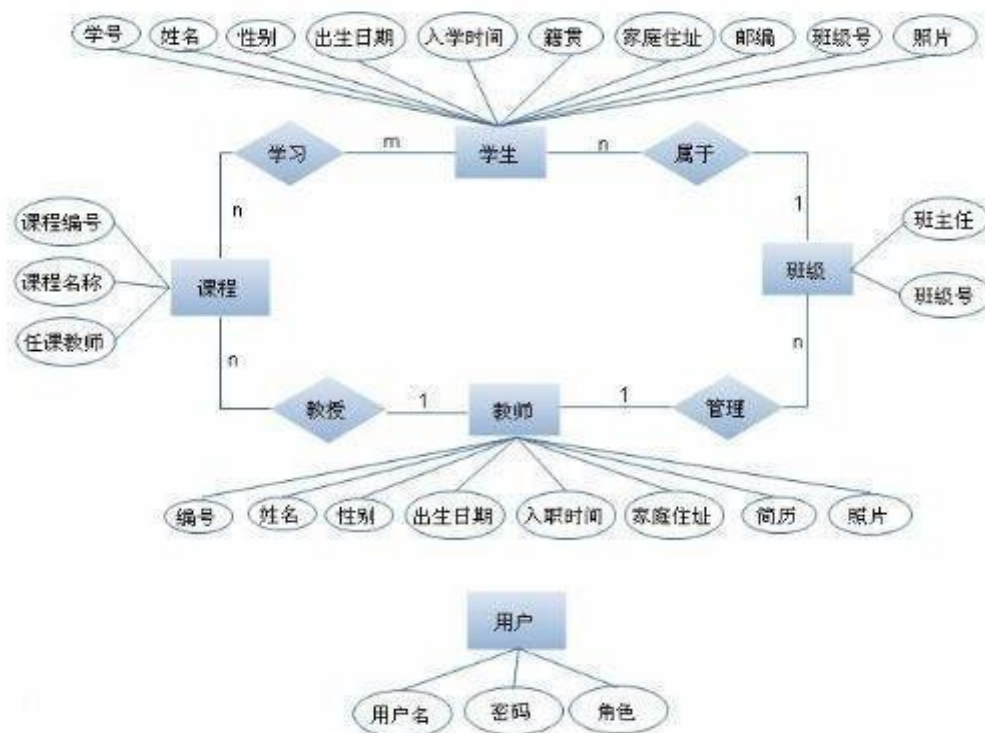 学号 姓名 性别 出生日期 入学时间 籍贯 家庭住址 邮编 班级号 照片
学习 m 学生 n 属于
n 1
课程编号 班主任
课程名称 课程 班级 班级号
任课教师
n n
教授 1 教师 1 管理
编号 姓名 性别 出生日期 入职时间 家庭住址 简历 照片
用户
用户名 密码 角色